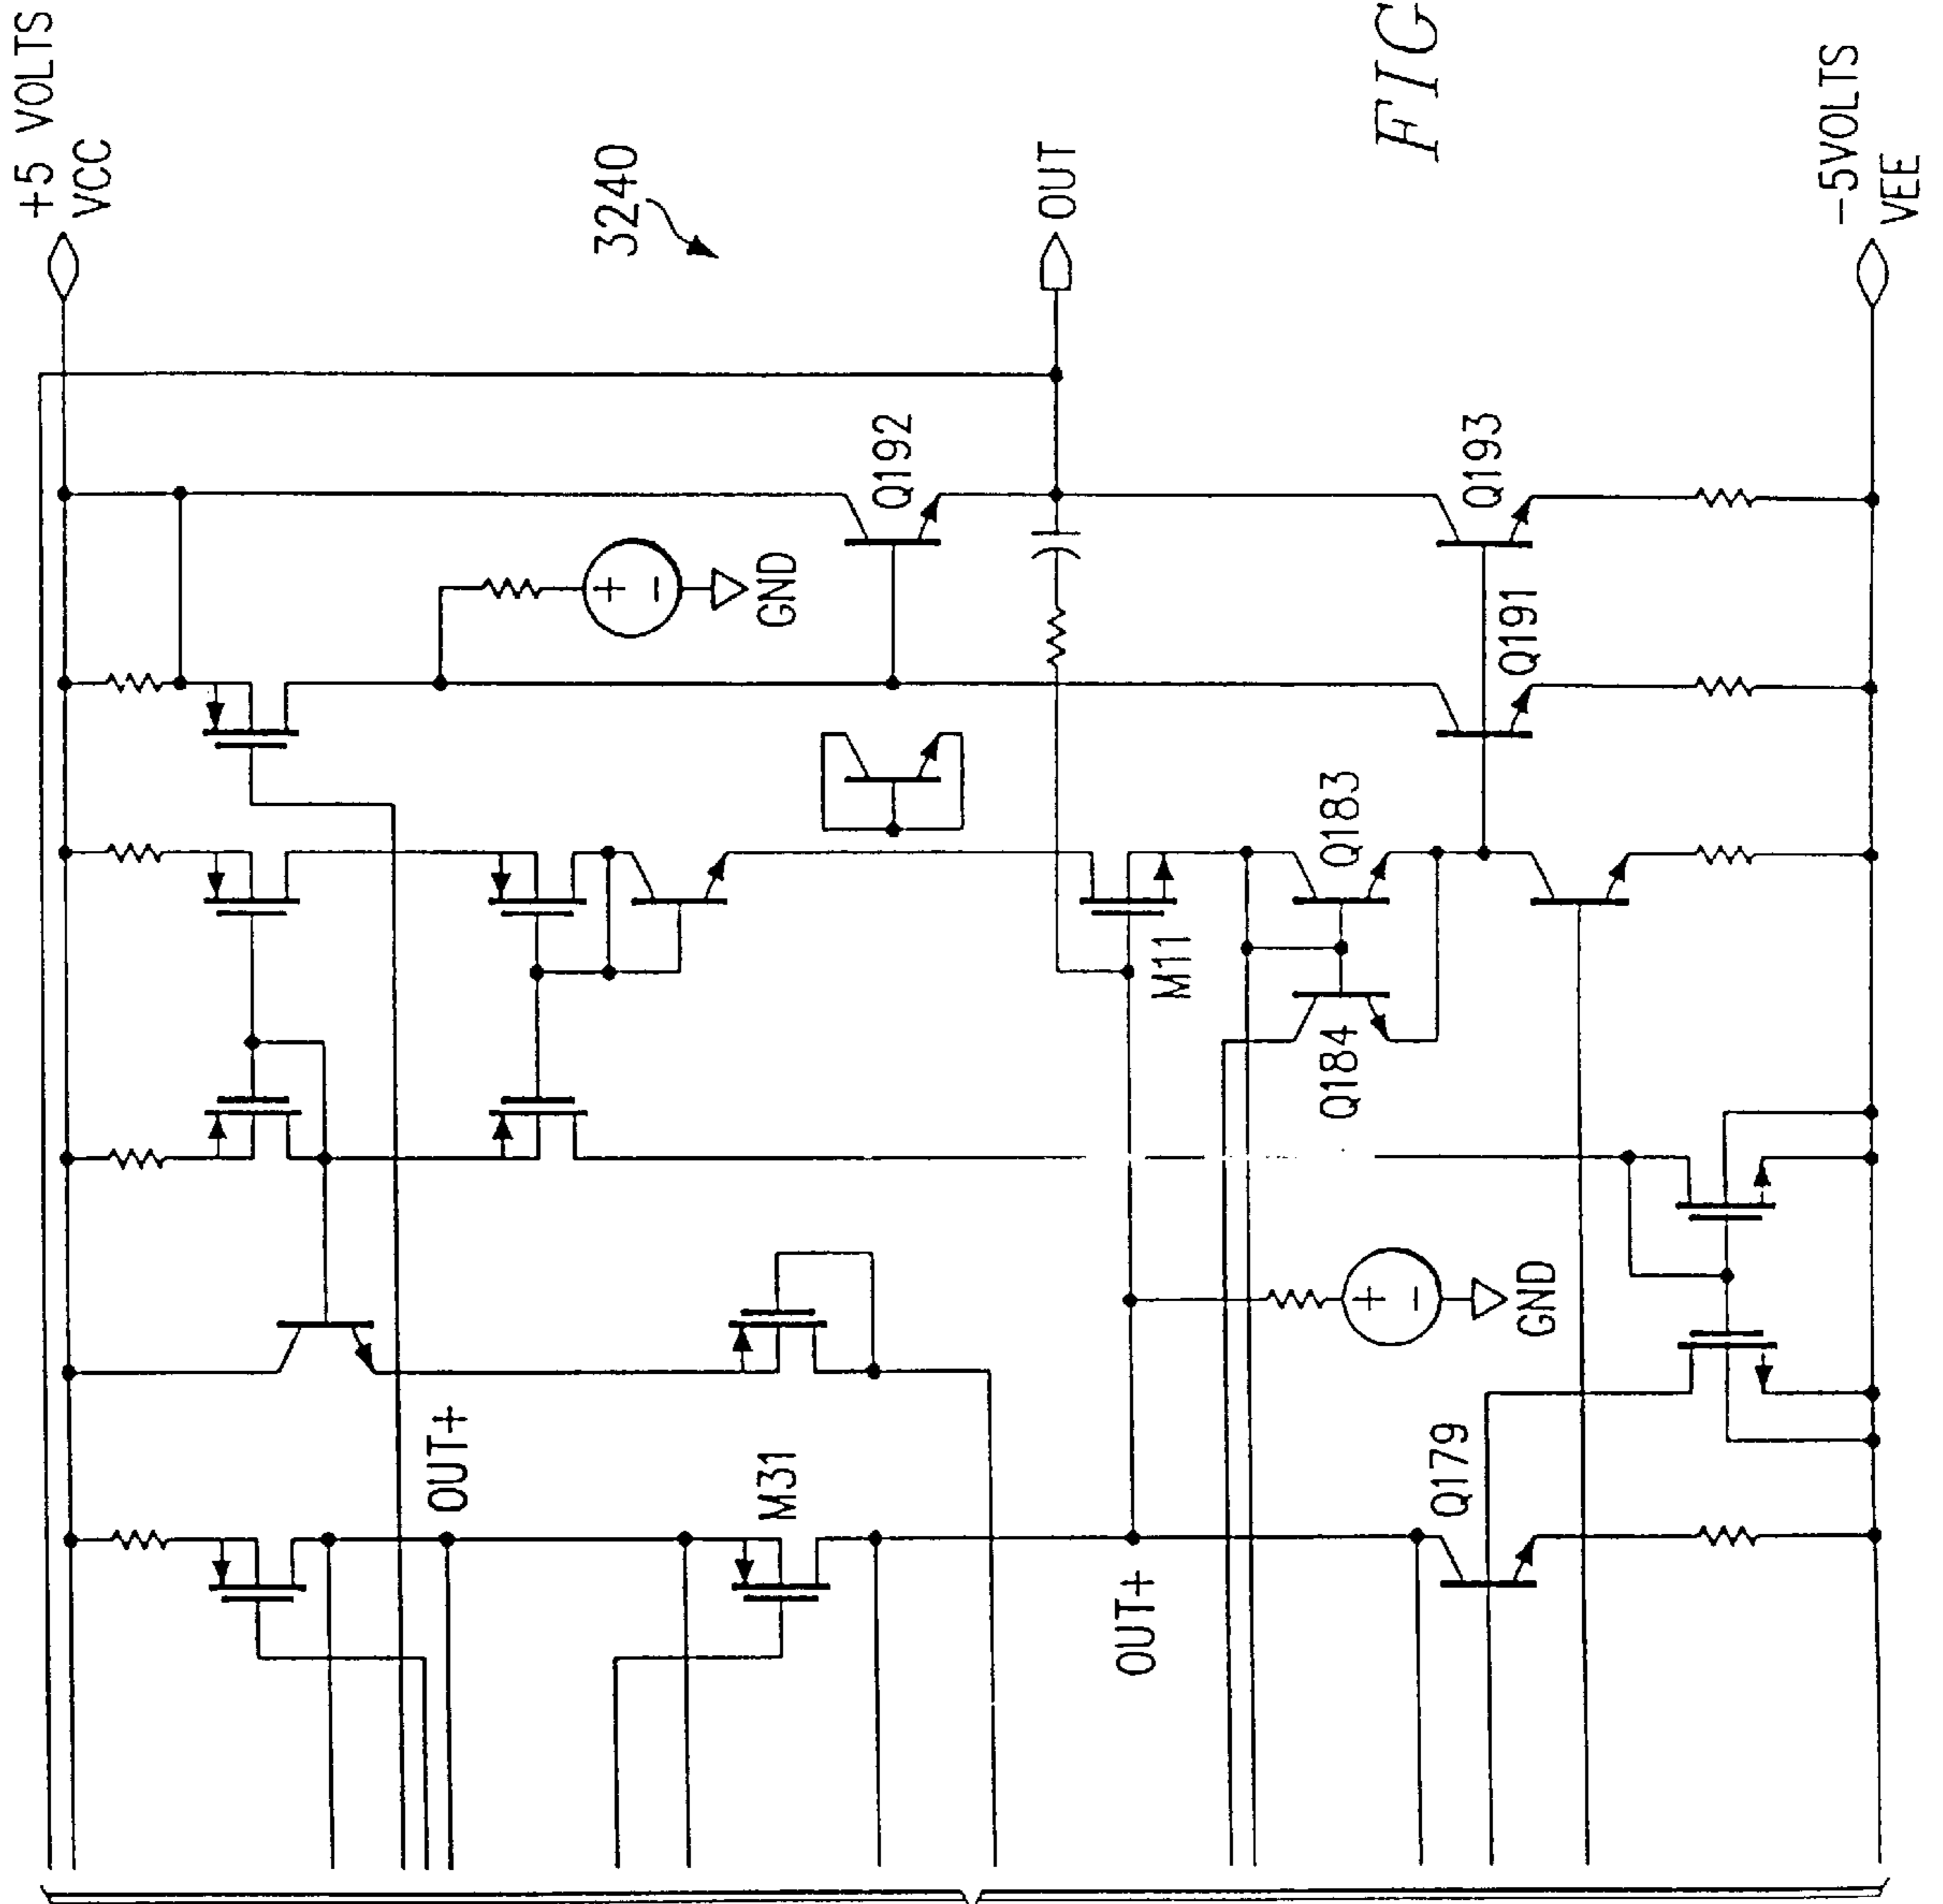 +5 VOLTS
VCC
3240
OUT
FIG
-5VOLTS
VEE
Q192
Q193
+ -
GND
Q191
Q183
M11
Q184
+ -
GND
OUT+
M31
Q179
OUT+